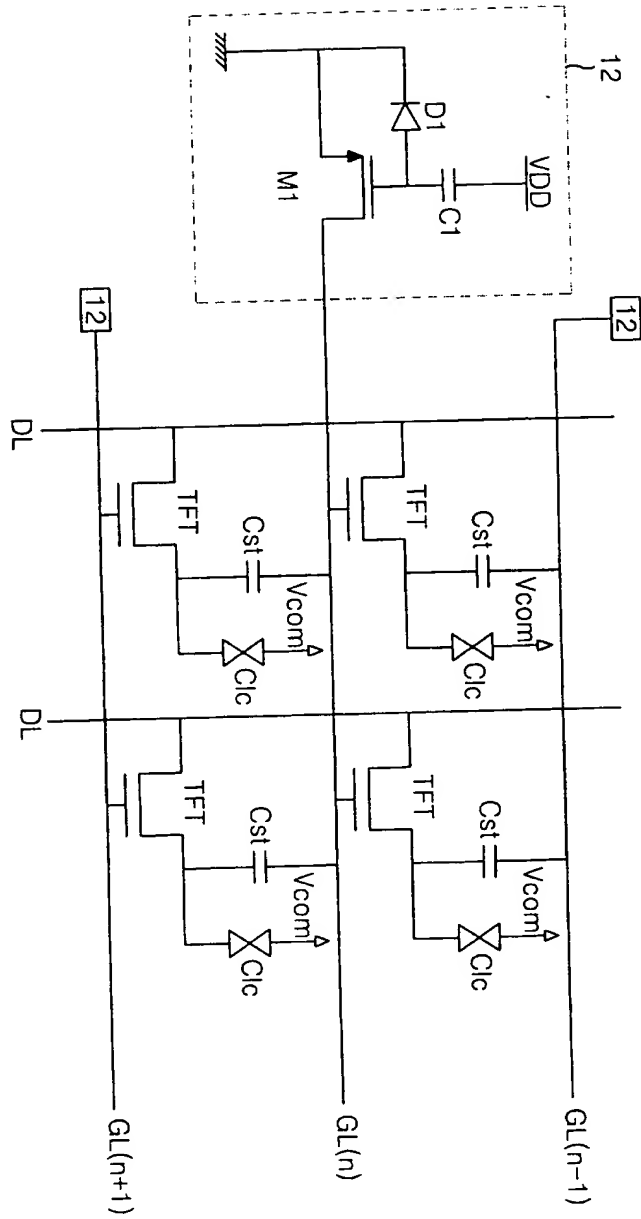 12
VDD
C1
D1
M1
12
12
DL
TFT
Cst
Vcom
Clc
TFT
Cst
Vcom
Clc
DL
TFT
Cst
Vcom
Clc
TFT
Cst
Vcom
Clc
GL(n-1)
GL(n)
GL(n+1)